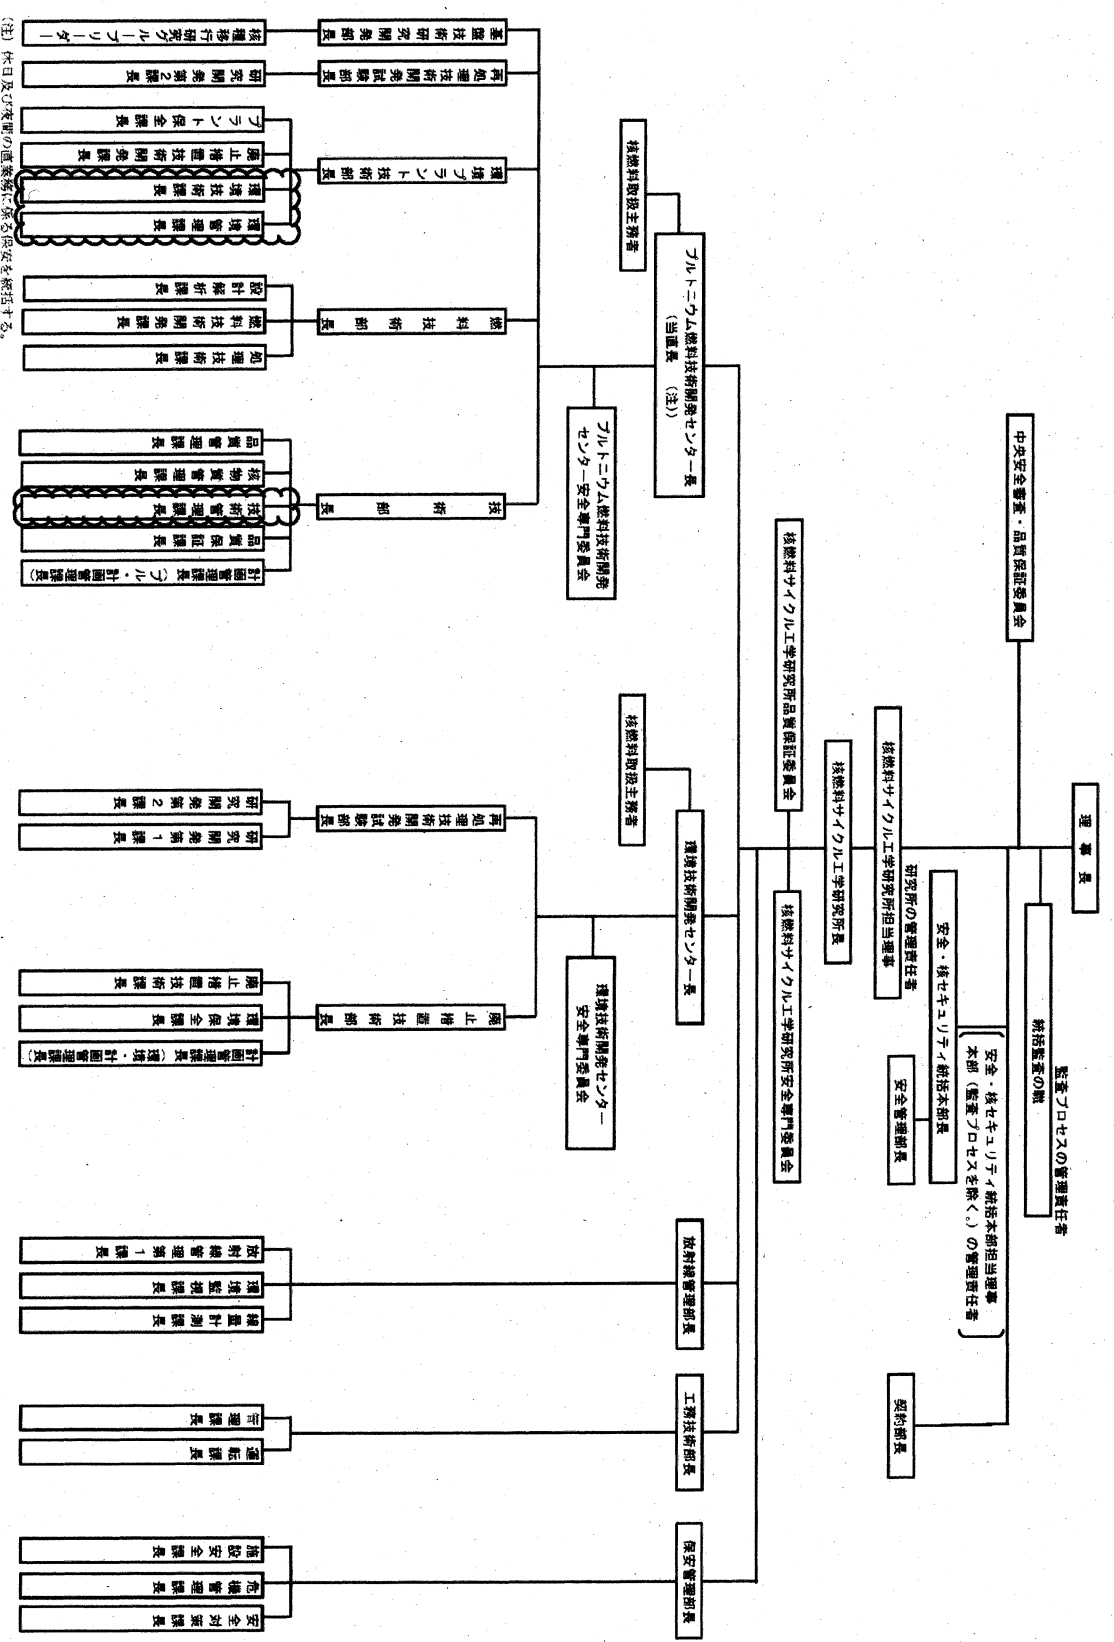 理事長
監査プロセスの管理責任者
統括監査の職
中央安全審査・品質保証委員会
安全・核セキュリティ統括本部担当理事
本部(監査プロセスを除く。)の管理責任者
安全・核セキュリティ統括本部長
安全管理部長
契約部長
研究所の管理責任者
核燃料サイクル工学研究所担当理事
核燃料サイクル工学研究所長
核燃料サイクル工学研究所品質保証委員会
核燃料サイクル工学研究所安全専門委員会
プルトニウム燃料技術開発センター長
(当直長 (注))
核燃料取扱主務者
プルトニウム燃料技術開発
センター安全専門委員会
基盤技術研究開発部長
核種移行研究グループリーダー
再処理技術開発試験部長
研究開発第2課長
環境プラント技術部長
プラント保全課長
廃止措置技術開発課長
環境技術課長
環境管理課長
燃料技術部長
設計解析課長
燃料技術開発課長
処理技術課長
技術部長
品質管理課長
核物質管理課長
技術管理課長
品質保証課長
計画管理課長(プル・計画管理課長)
環境技術開発センター長
核燃料取扱主務者
環境技術開発センター
安全専門委員会
再処理技術開発試験部長
研究開発第2課長
研究開発第1課長
廃止措置技術部長
廃止措置技術課長
環境保全課長
計画管理課長(環境・計画管理課長)
放射線管理部長
放射線管理第1課長
環境監視課長
線量計測課長
工務技術部長
管理課長
運転課長
保安管理部長
施設安全課長
危機管理課長
安全対策課長
(注) 休日及び夜間の直業務に係る保安を統括する。